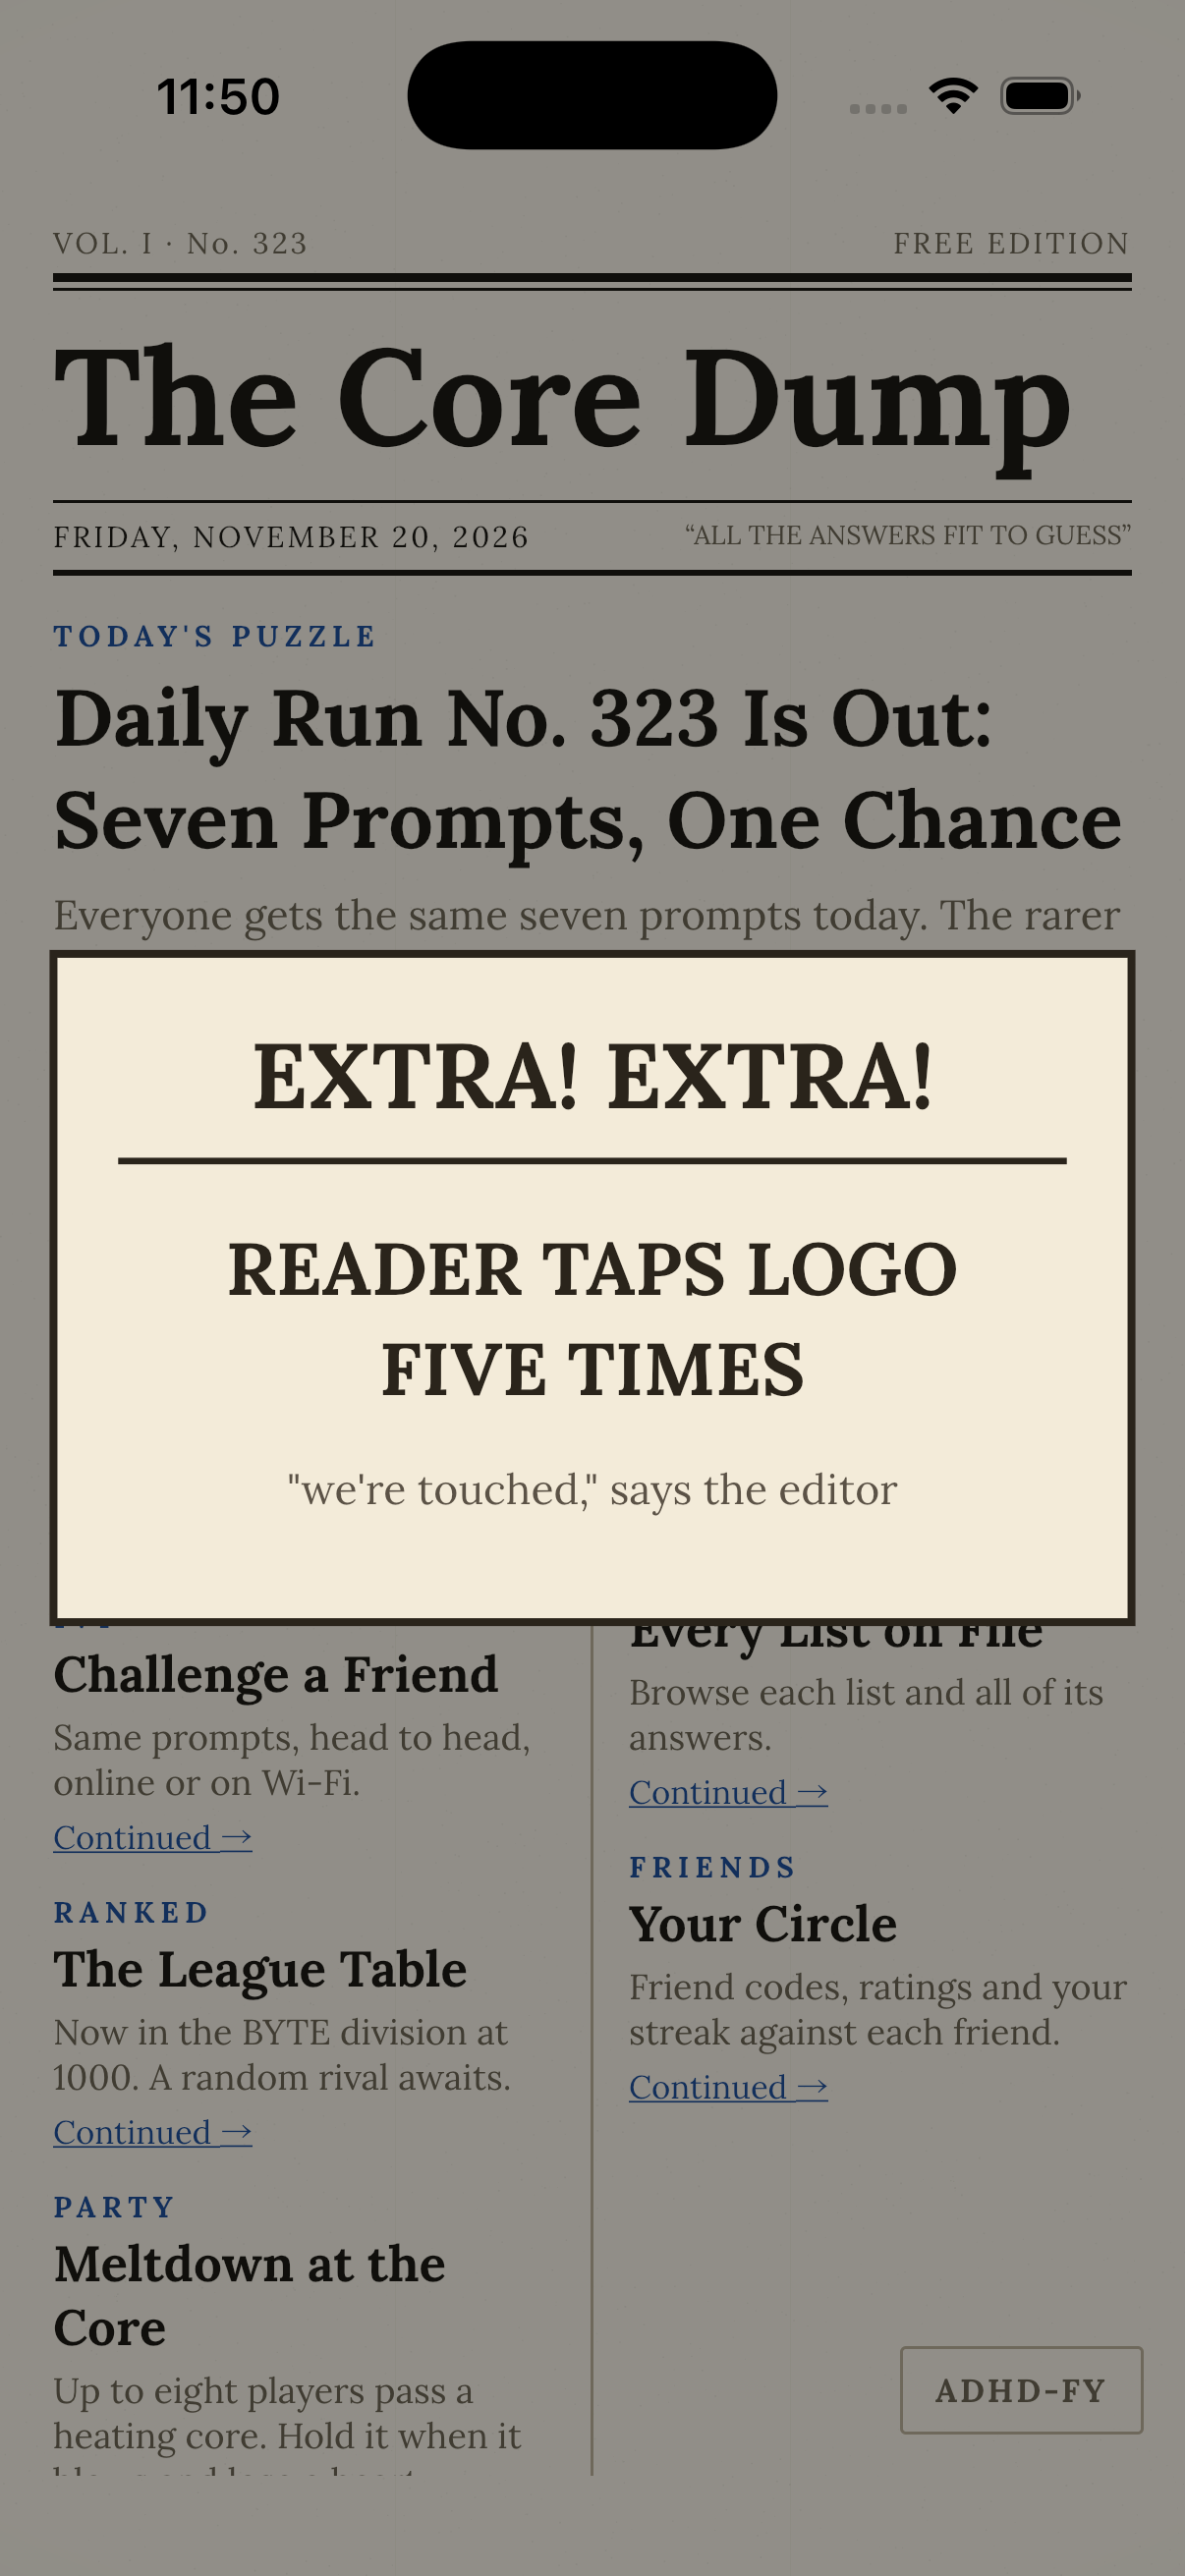 11:50
VOL. I · No. 323
FREE EDITION
The Core Dump
FRIDAY, NOVEMBER 20, 2026
“ALL THE ANSWERS FIT TO GUESS”
TODAY'S PUZZLE
Daily Run No. 323 Is Out:
Seven Prompts, One Chance
Everyone gets the same seven prompts today. The rarer
EXTRA! EXTRA!
READER TAPS LOGO
FIVE TIMES
"we're touched," says the editor
Challenge a Friend
Same prompts, head to head,
online or on Wi-Fi.
Continued →
RANKED
The League Table
Now in the BYTE division at
1000. A random rival awaits.
Continued →
PARTY
Meltdown at the
Core
Up to eight players pass a
heating core. Hold it when it
Every List on File
Browse each list and all of its
answers.
Continued →
FRIENDS
Your Circle
Friend codes, ratings and your
streak against each friend.
Continued →
ADHD-FY